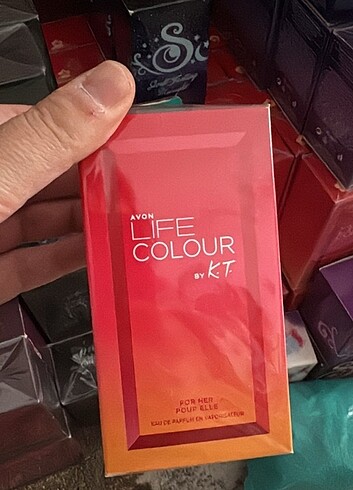 AVON
LIFE
COLOUR
BY K.T.
FOR HER
POUR ELLE
EAU DE PARFUM EN VAPORISATEUR